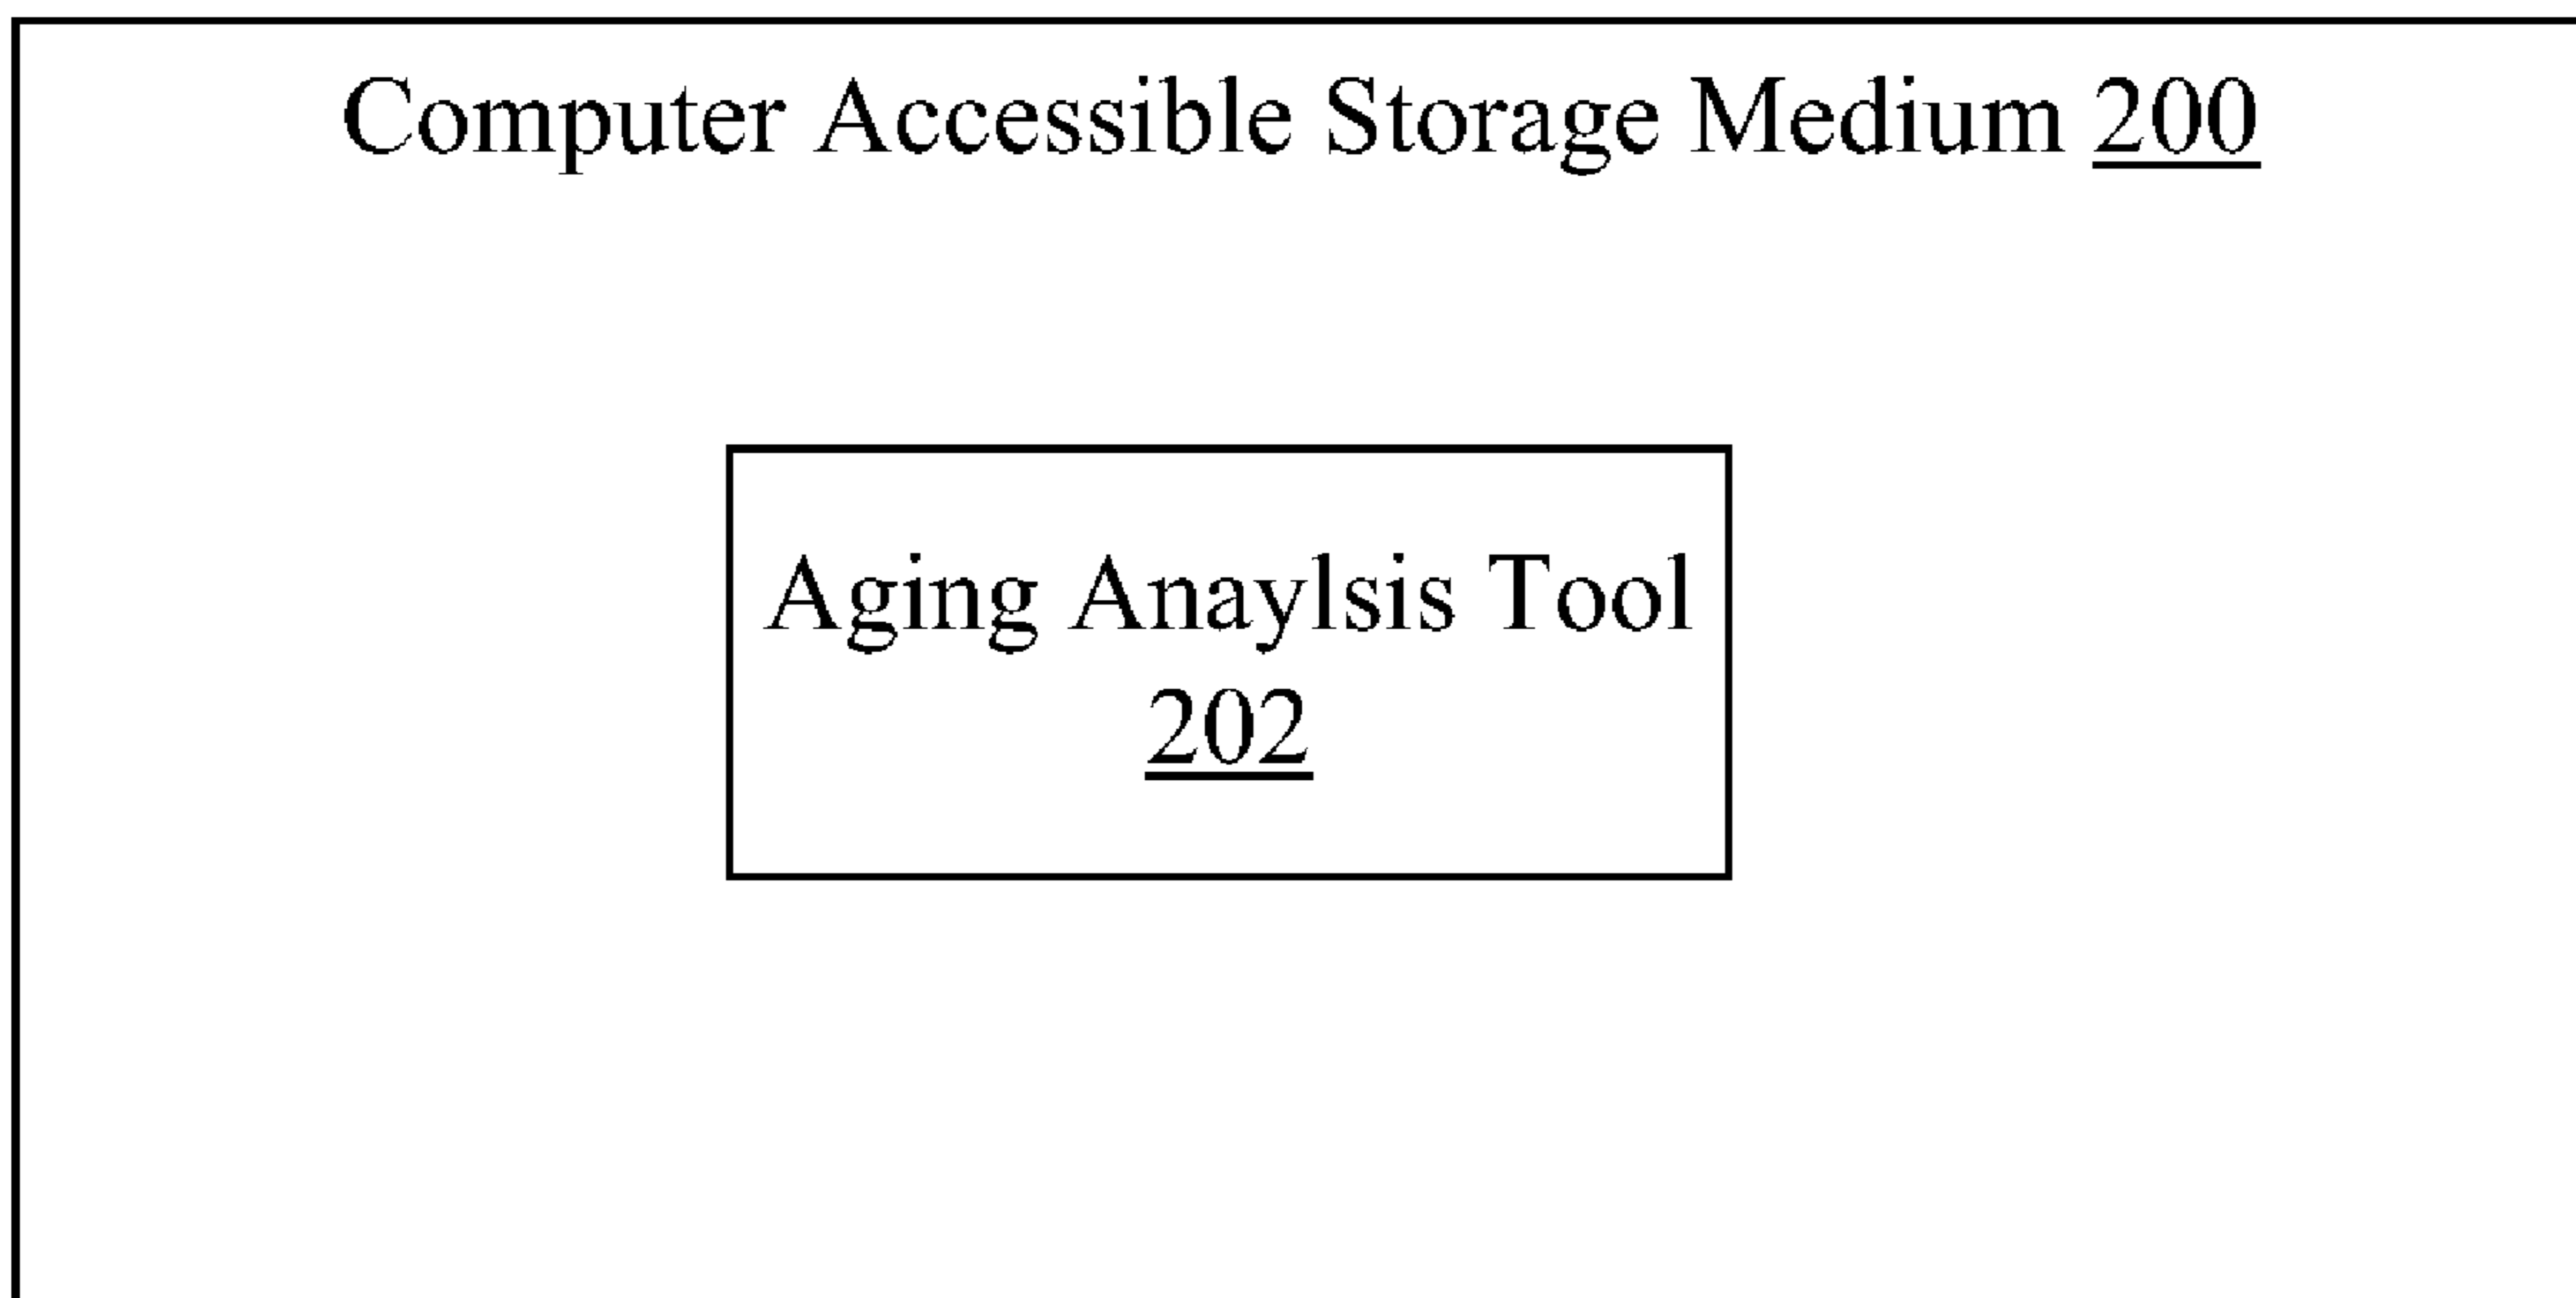 Computer Accessible Storage Medium 200
Aging Anaylsis Tool
202